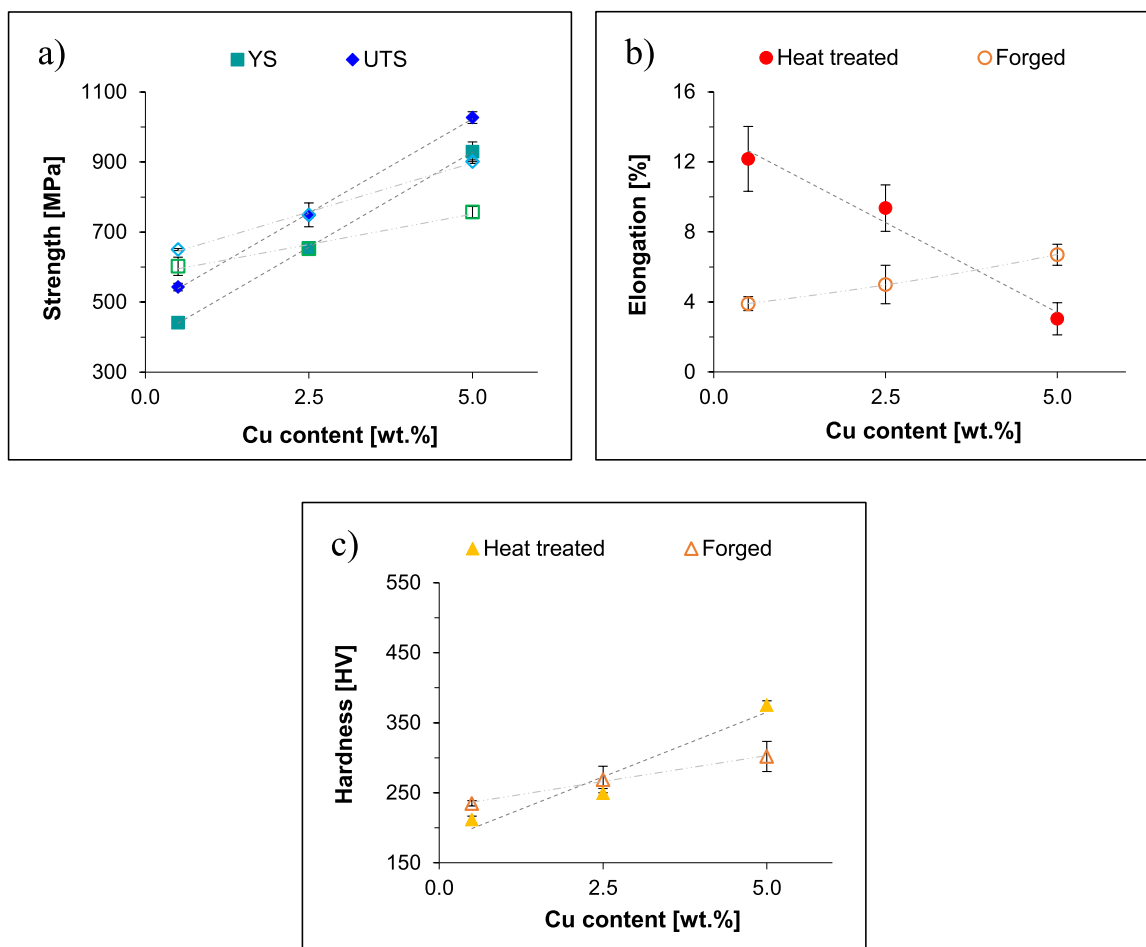 a)
YS UTS
1100
900
700
500
300
Strength [MPa]
0.0 2.5 5.0
Cu content [wt.%]
b)
Heat treated Forged
16
12
8
4
0
Elongation [%]
0.0 2.5 5.0
Cu content [wt.%]
c)
Heat treated Forged
550
450
350
250
150
Hardness [HV]
0.0 2.5 5.0
Cu content [wt.%]